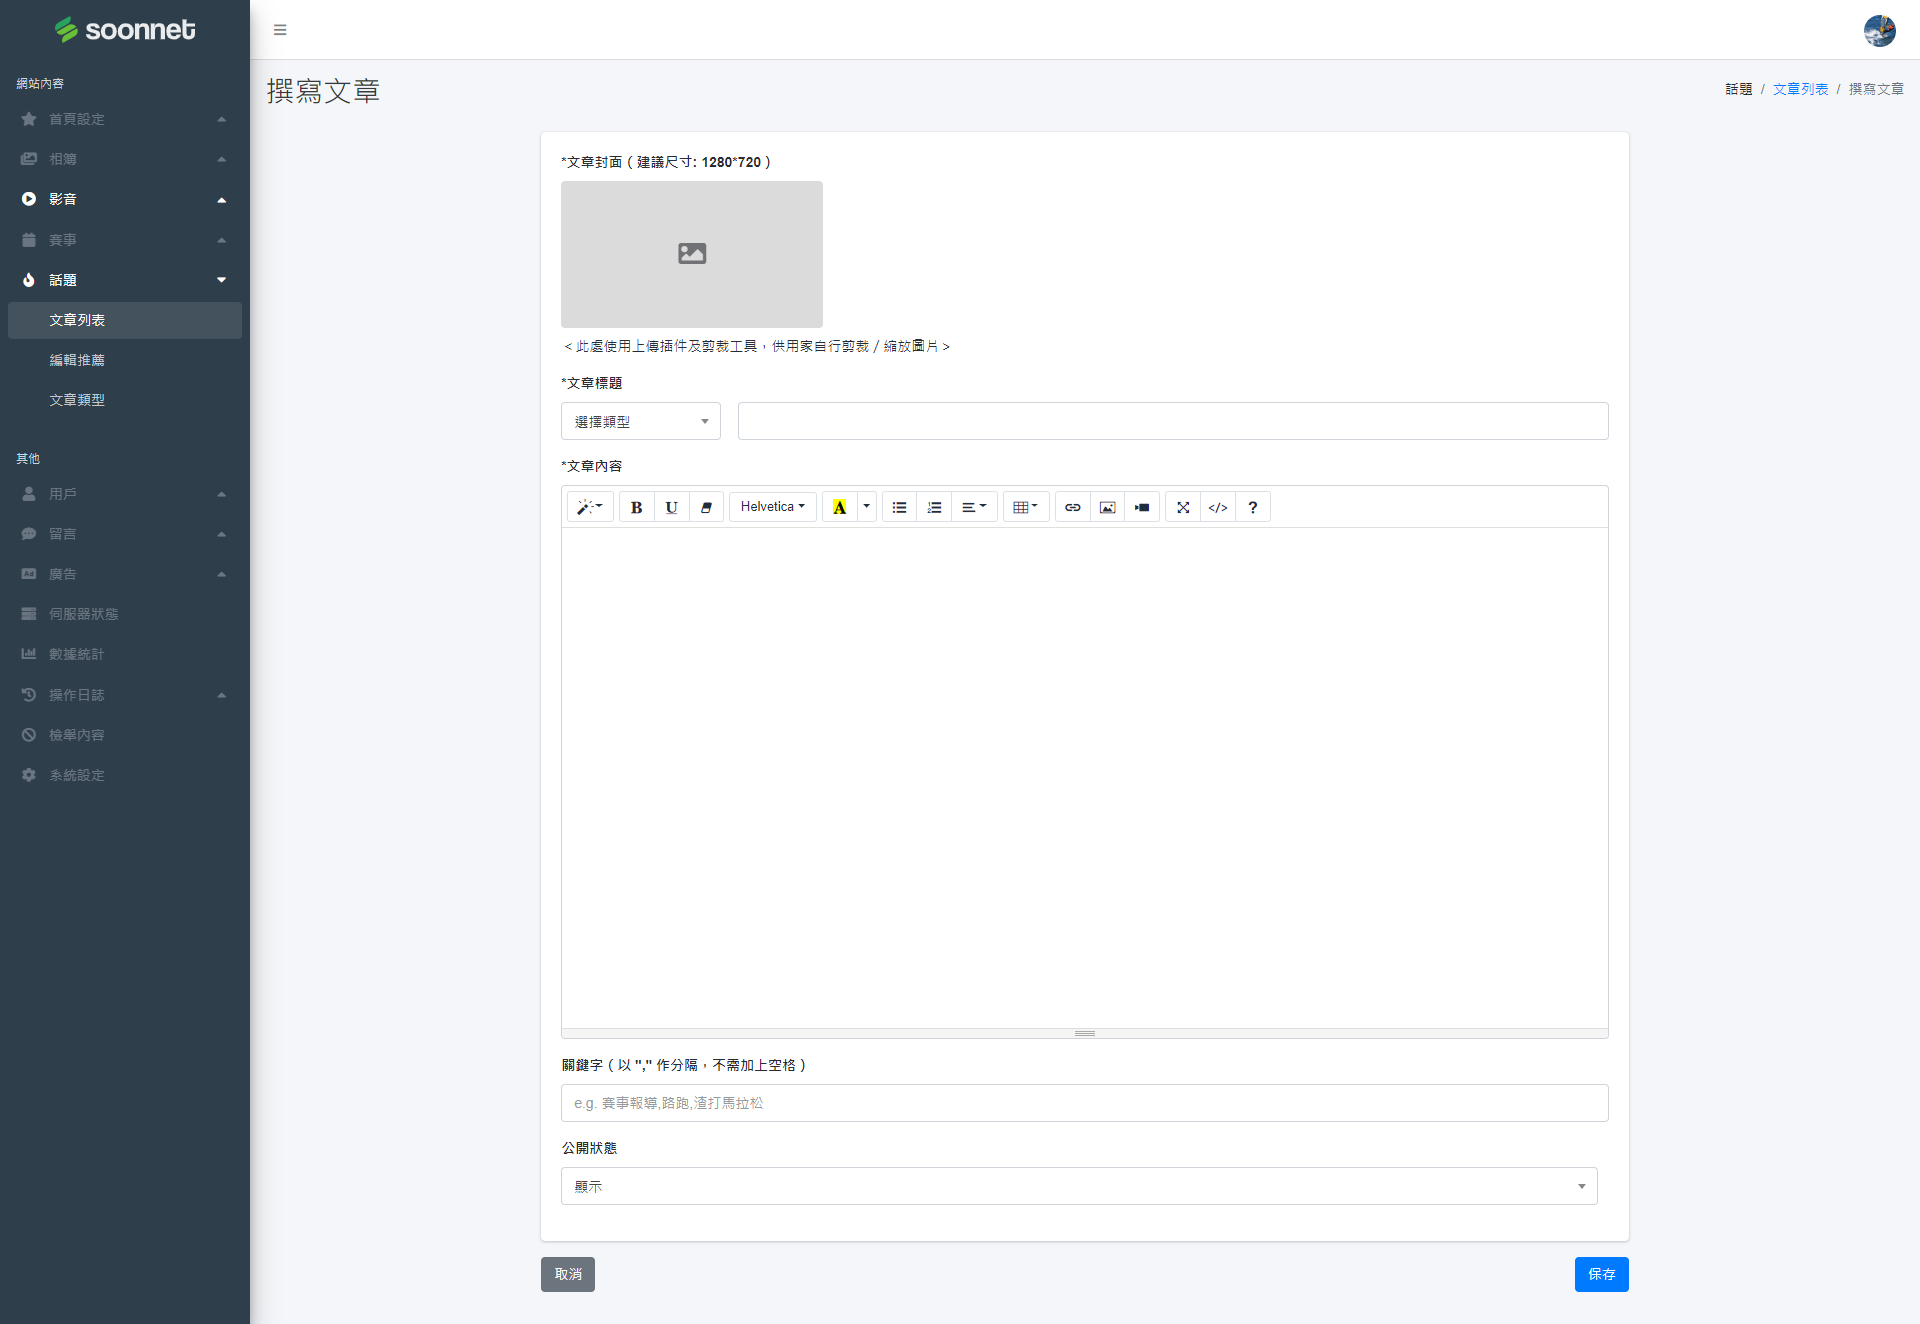 soonnet
網站內容
首頁設定
相簿
影音
賽事
話題
文章列表
編輯推薦
文章類型
其他
用戶
留言
Ad 廣告
伺服器狀態
數據統計
操作日誌
檢舉內容
系統設定
撰寫文章
話題 / 文章列表 / 撰寫文章
*文章封面 ( 建議尺寸: 1280*720 )
< 此處使用上傳插件及剪裁工具，供用家自行剪裁 / 縮放圖片 >
*文章標題
選擇類型
*文章內容
B U Helvetica A </> ?
關鍵字 ( 以 "," 作分隔，不需加上空格 )
e.g. 賽事報導,路跑,渣打馬拉松
公開狀態
顯示
取消
保存